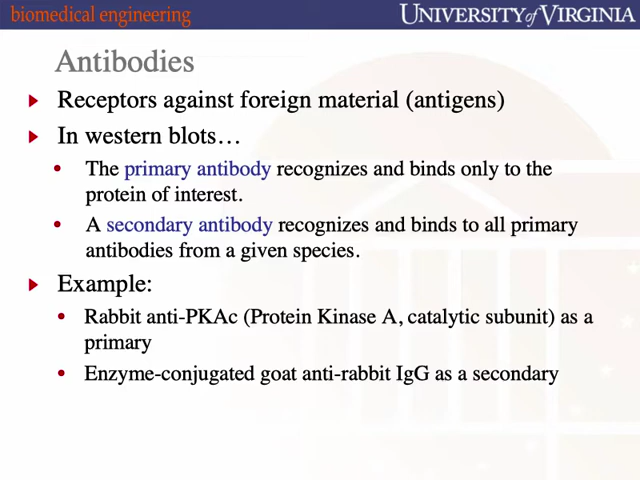 biomedical engineering
UNIVERSITY of VIRGINIA
Antibodies
Receptors against foreign material (antigens)
In western blots…
The primary antibody recognizes and binds only to the
protein of interest.
A secondary antibody recognizes and binds to all primary
antibodies from a given species.
Example:
Rabbit anti-PKAc (Protein Kinase A, catalytic subunit) as a
primary
Enzyme-conjugated goat anti-rabbit IgG as a secondary